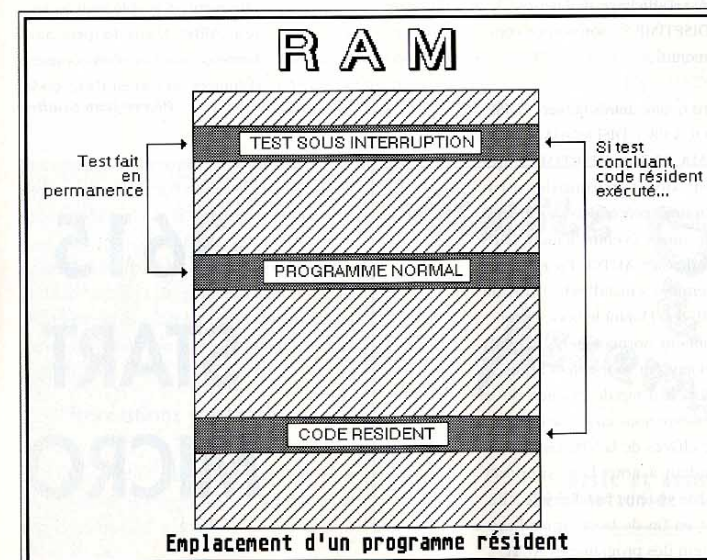 RAM
TEST SOUS INTERRUPTION
Test fait
en
permanence
Si test
concluant,
code résident
exécuté...
PROGRAMME NORMAL
CODE RESIDENT
Emplacement d'un programme résident